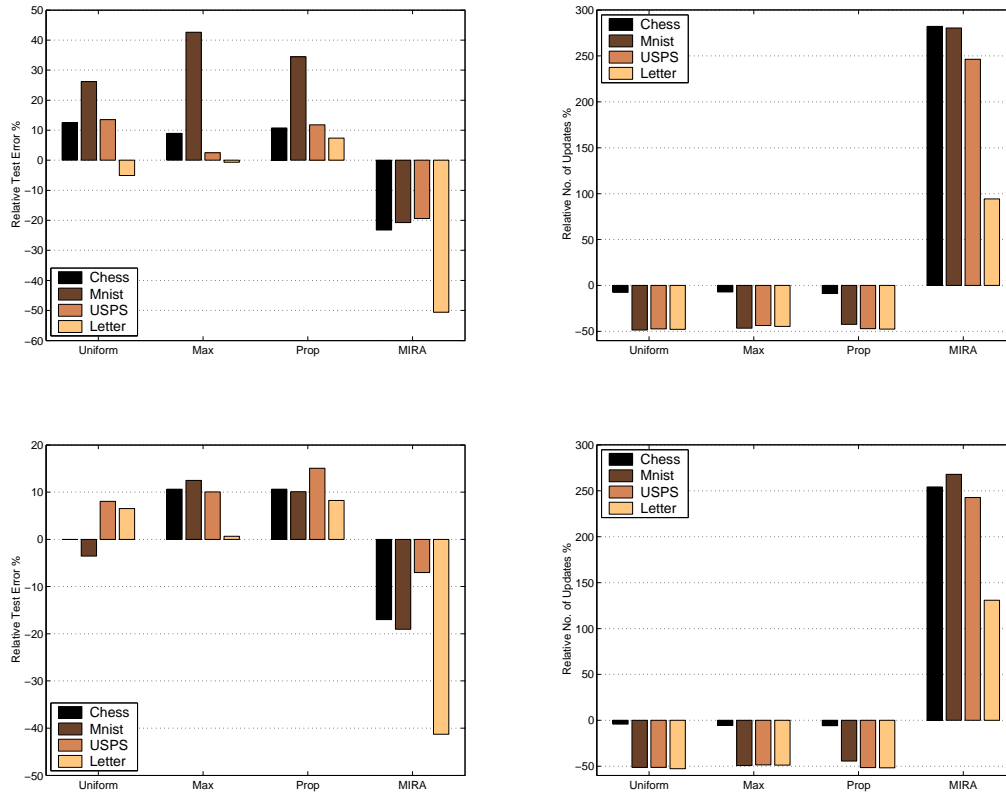 50
40
30
20
10
0
−10
−20
−30
−40
−50
−60
Relative Test Error %
Chess
Mnist
USPS
Letter
Uniform Max Prop MIRA
300
250
200
150
100
50
0
−50
Relative No. of Updates %
Chess
Mnist
USPS
Letter
Uniform Max Prop MIRA
20
10
0
−10
−20
−30
−40
−50
Relative Test Error %
Chess
Mnist
USPS
Letter
Uniform Max Prop MIRA
300
250
200
150
100
50
0
−50
Relative No. of Updates %
Chess
Mnist
USPS
Letter
Uniform Max Prop MIRA